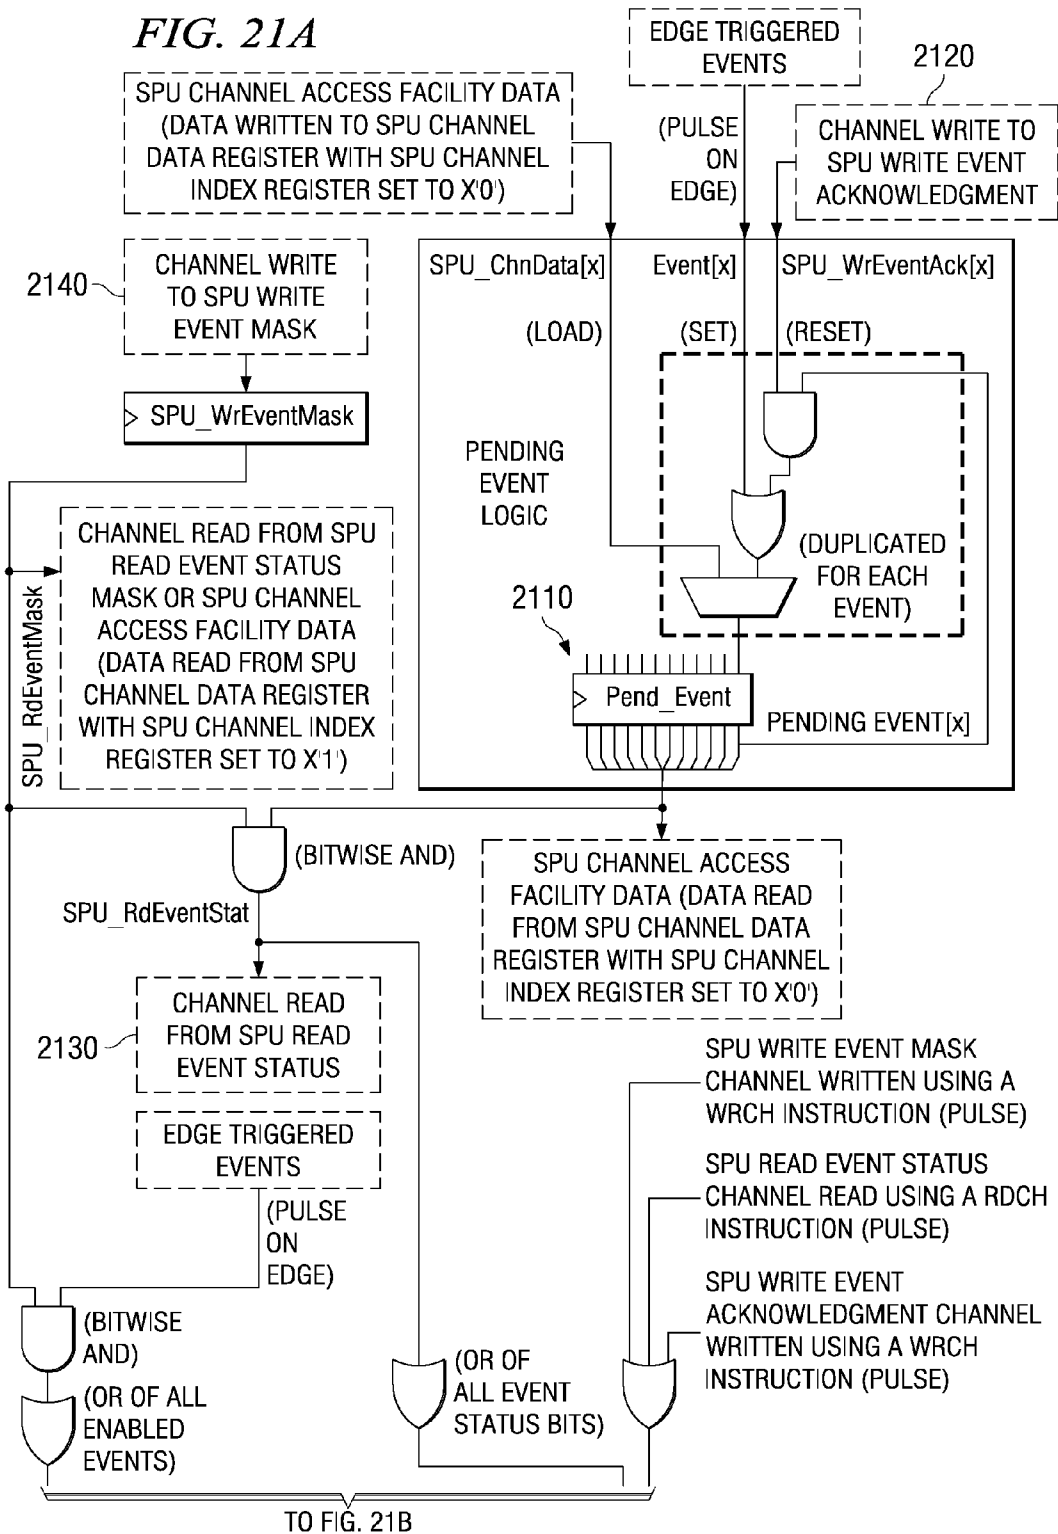 FIG. 21A
EDGE TRIGGERED
EVENTS
2120
SPU CHANNEL ACCESS FACILITY DATA
(DATA WRITTEN TO SPU CHANNEL
DATA REGISTER WITH SPU CHANNEL
INDEX REGISTER SET TO X'0')
(PULSE
ON
EDGE)
CHANNEL WRITE TO
SPU WRITE EVENT
ACKNOWLEDGMENT
2140
CHANNEL WRITE
TO SPU WRITE
EVENT MASK
SPU_ChnData[x]
Event[x]
SPU_WrEventAck[x]
(LOAD)
(SET)
(RESET)
SPU_WrEventMask
PENDING
EVENT
LOGIC
(DUPLICATED
FOR EACH
EVENT)
2110
Pend_Event
PENDING EVENT[x]
SPU_RdEventMask
CHANNEL READ FROM SPU
READ EVENT STATUS
MASK OR SPU CHANNEL
ACCESS FACILITY DATA
(DATA READ FROM SPU
CHANNEL DATA REGISTER
WITH SPU CHANNEL INDEX
REGISTER SET TO X'1')
(BITWISE AND)
SPU_RdEventStat
SPU CHANNEL ACCESS
FACILITY DATA (DATA READ
FROM SPU CHANNEL DATA
REGISTER WITH SPU CHANNEL
INDEX REGISTER SET TO X'0')
2130
CHANNEL READ
FROM SPU READ
EVENT STATUS
EDGE TRIGGERED
EVENTS
(PULSE
ON
EDGE)
SPU WRITE EVENT MASK
CHANNEL WRITTEN USING A
WRCH INSTRUCTION (PULSE)
SPU READ EVENT STATUS
CHANNEL READ USING A RDCH
INSTRUCTION (PULSE)
SPU WRITE EVENT
ACKNOWLEDGMENT CHANNEL
WRITTEN USING A WRCH
INSTRUCTION (PULSE)
(BITWISE
AND)
(OR OF ALL
ENABLED
EVENTS)
(OR OF
ALL EVENT
STATUS BITS)
TO FIG. 21B